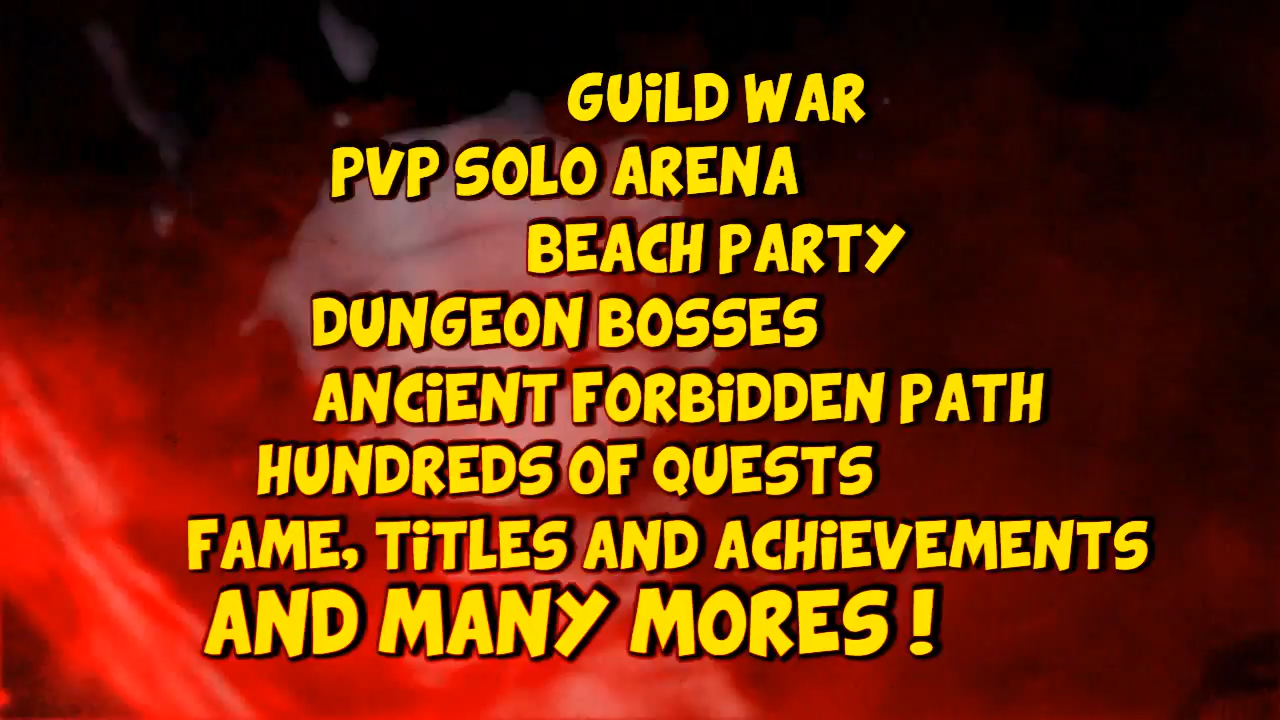 GUiLD WAR
PVP SOLO ARENA
BEACH PARTY
DUNGEON BOSSES
ANCiENT FORBiDDEN PATH
HUNDREDS OF QUESTS
FAME, TiTLES AND ACHiEVEMENTS
AND MANY MORES !